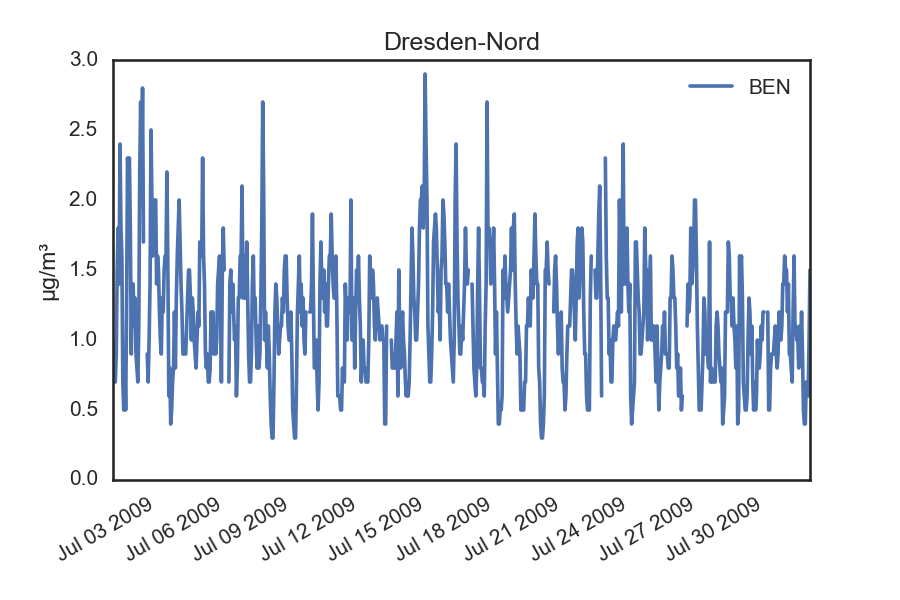 Dresden-Nord
BEN
µg/m³
3.0
2.5
2.0
1.5
1.0
0.5
0.0
Jul 03 2009
Jul 06 2009
Jul 09 2009
Jul 12 2009
Jul 15 2009
Jul 18 2009
Jul 21 2009
Jul 24 2009
Jul 27 2009
Jul 30 2009